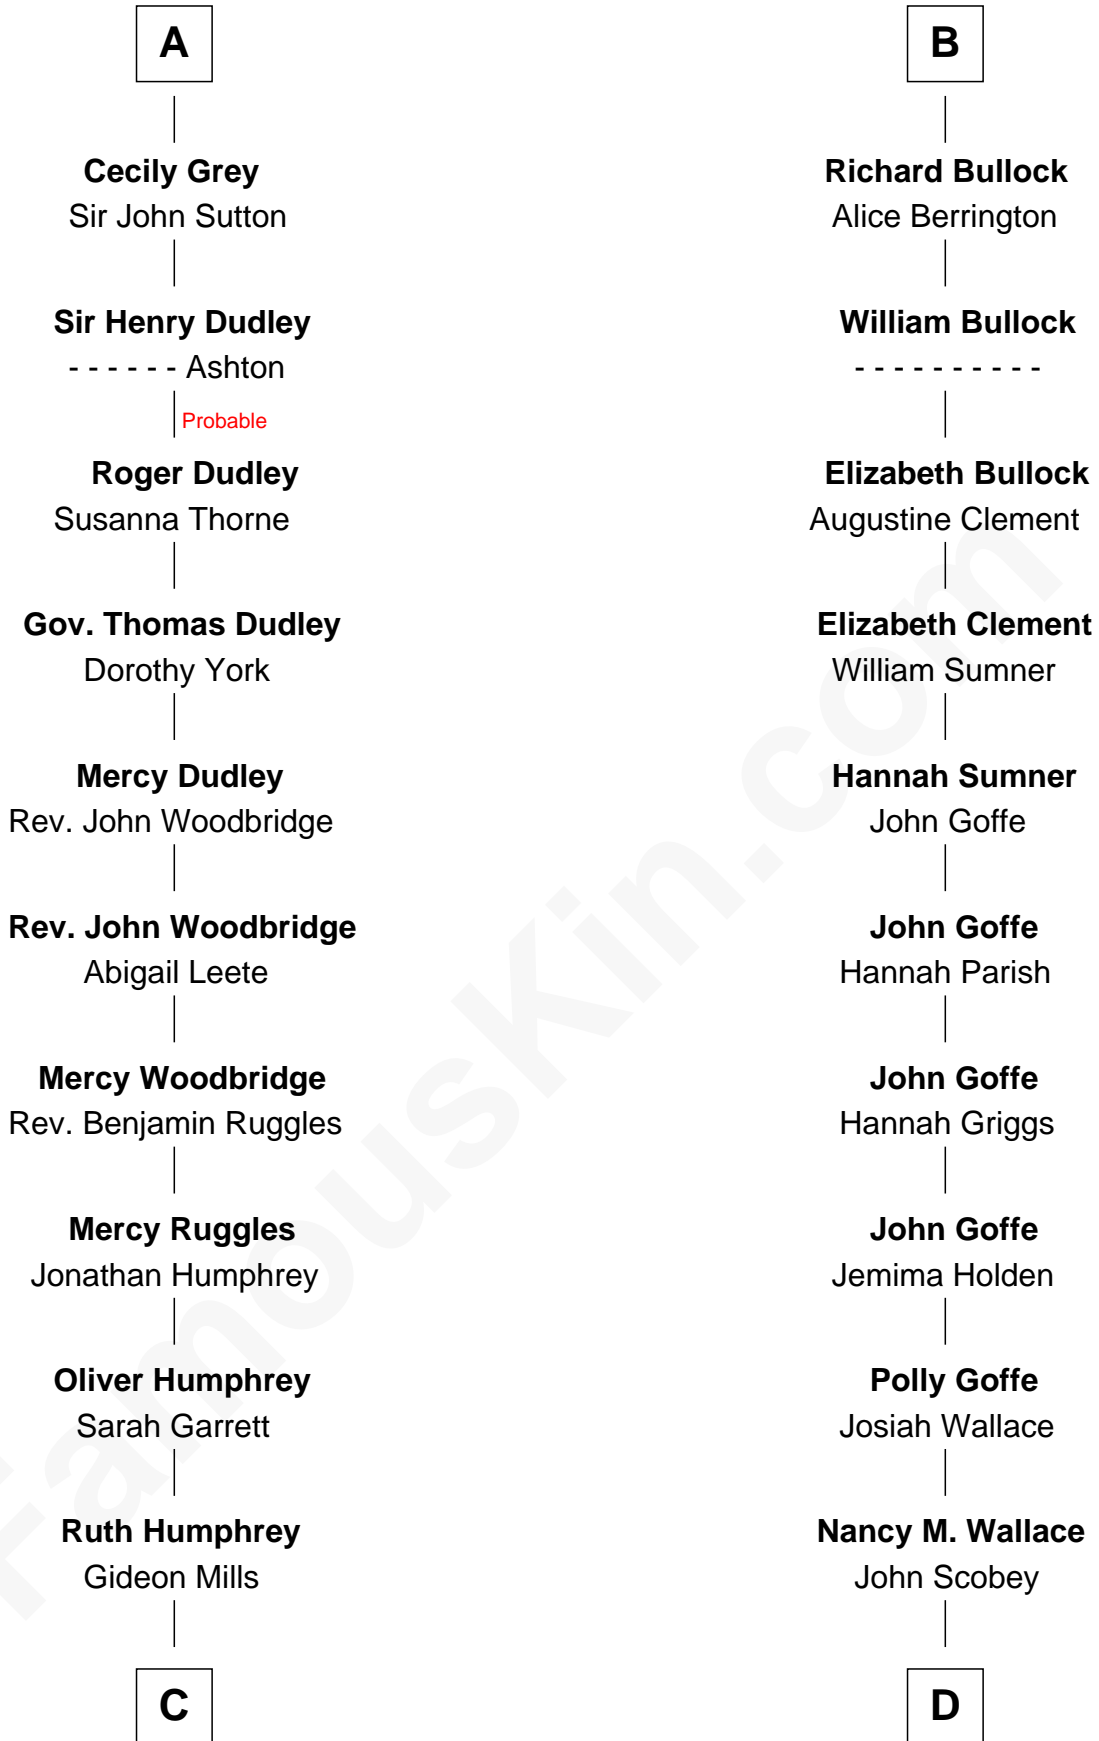 A
Cecily Grey
Sir John Sutton
Sir Henry Dudley
- - - - - - Ashton
Probable
Roger Dudley
Susanna Thorne
Gov. Thomas Dudley
Dorothy York
Mercy Dudley
Rev. John Woodbridge
Rev. John Woodbridge
Abigail Leete
Mercy Woodbridge
Rev. Benjamin Ruggles
Mercy Ruggles
Jonathan Humphrey
Oliver Humphrey
Sarah Garrett
Ruth Humphrey
Gideon Mills
C
B
Richard Bullock
Alice Berrington
William Bullock
- - - - - - - - - -
Elizabeth Bullock
Augustine Clement
Elizabeth Clement
William Sumner
Hannah Sumner
John Goffe
John Goffe
Hannah Parish
John Goffe
Hannah Griggs
John Goffe
Jemima Holden
Polly Goffe
Josiah Wallace
Nancy M. Wallace
John Scobey
D
FamousKin.com